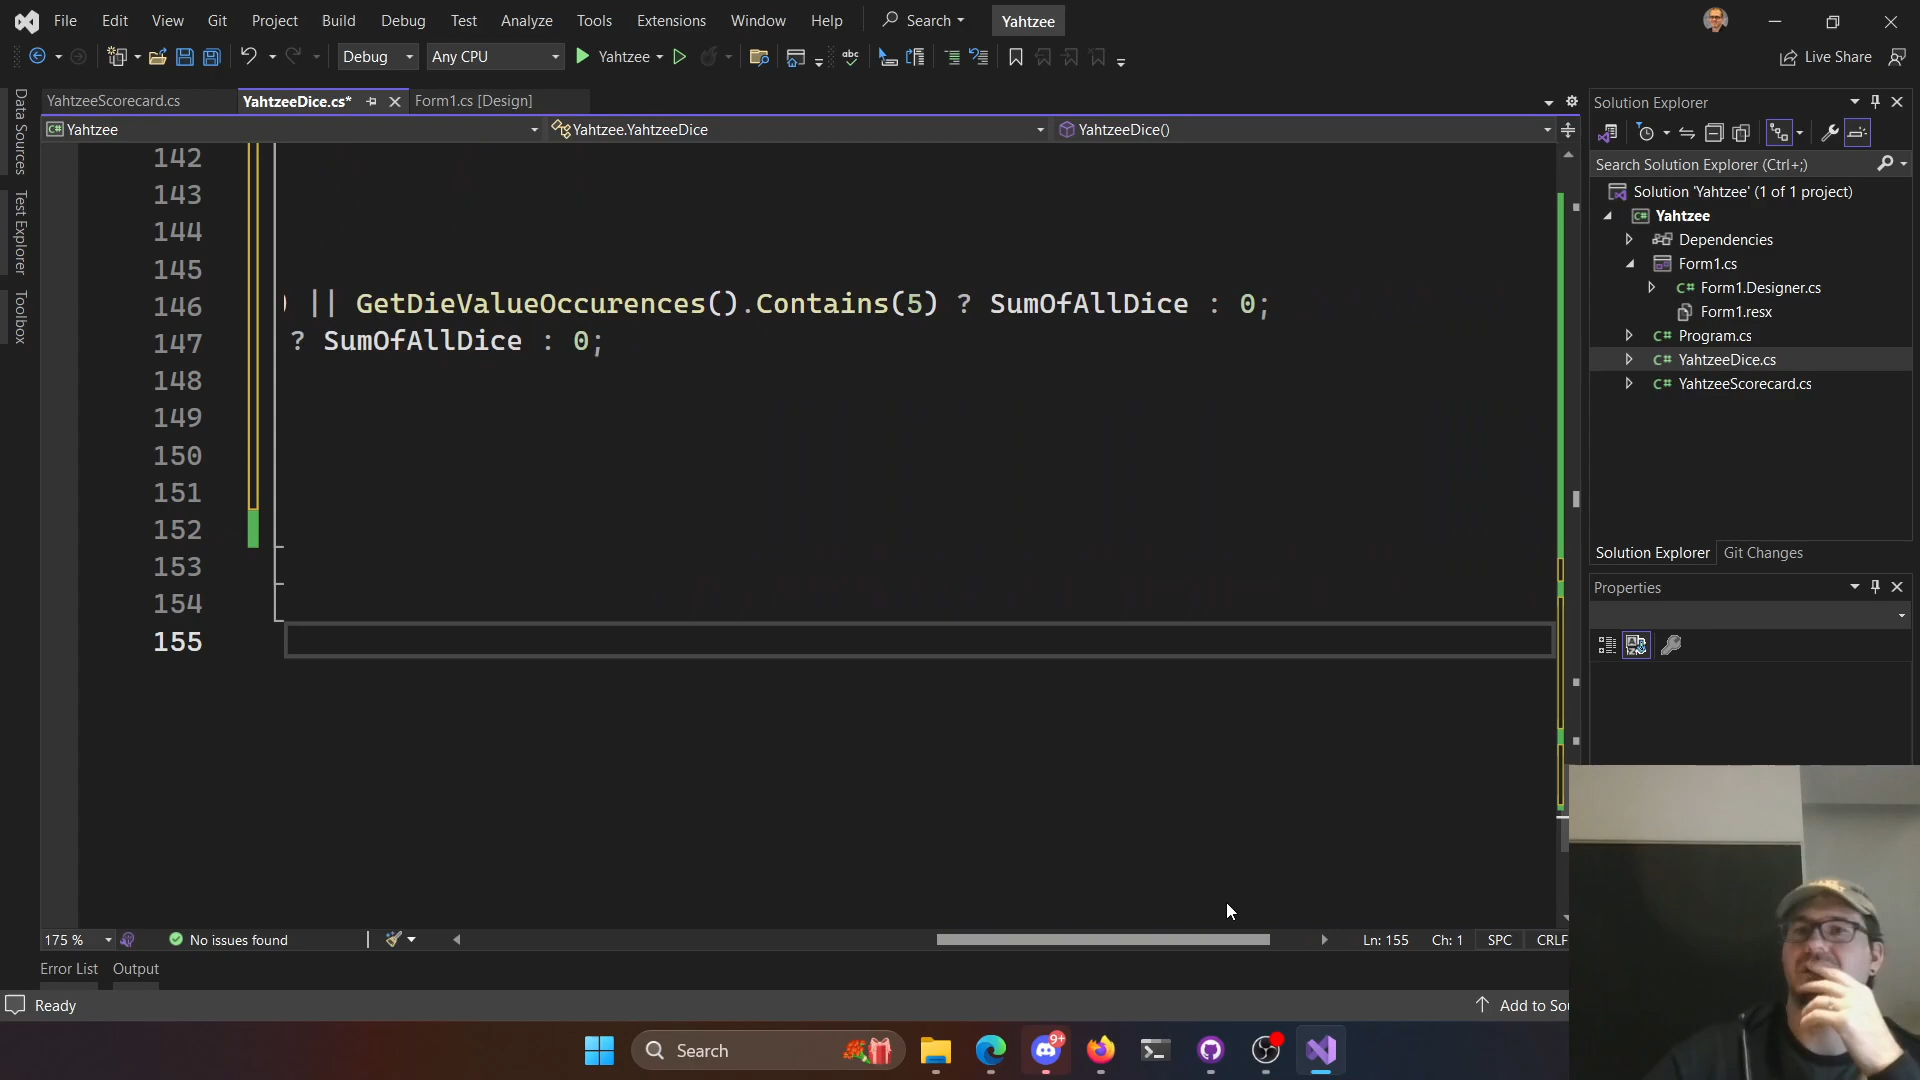 File Edit View Git Project Build Debug Test Analyze Tools Extensions Window Help Search Yahtzee
Debug Any CPU Yahtzee Live Share
YahtzeeScorecard.cs YahtzeeDice.cs* Form1.cs [Design]
Yahtzee Yahtzee.YahtzeeDice YahtzeeDice()
Data Sources
Test Explorer
Toolbox
142
143
144
145
146 ) || GetDieValueOccurences().Contains(5) ? SumOfAllDice : 0;
147 ? SumOfAllDice : 0;
148
149
150
151
152
153
154
155
175 % No issues found Ln: 155 Ch: 1 SPC CRLF
Error List Output
Ready Add to Sou
Solution Explorer
Search Solution Explorer (Ctrl+;)
Solution 'Yahtzee' (1 of 1 project)
C# Yahtzee
Dependencies
Form1.cs
C# Form1.Designer.cs
Form1.resx
C# Program.cs
C# YahtzeeDice.cs
C# YahtzeeScorecard.cs
Solution Explorer Git Changes
Properties
Search
9+